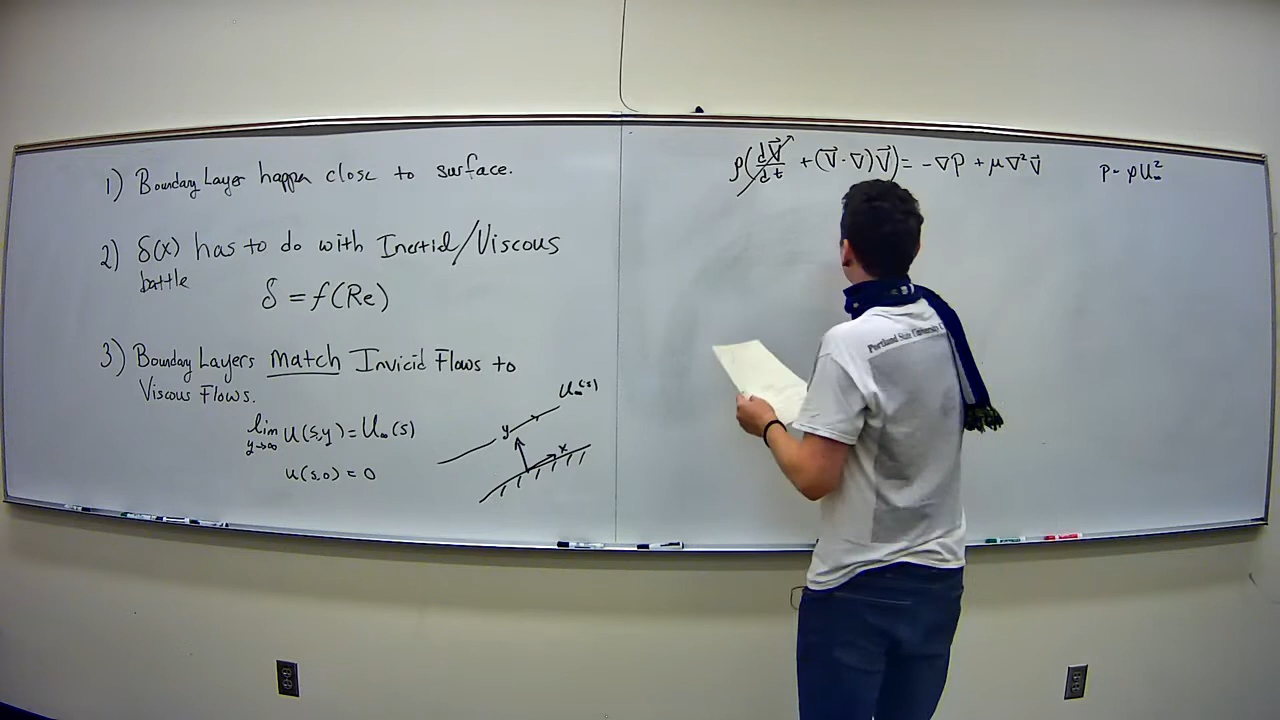 1) Boundary Layer happen close to surface.
2) δ(x) has to do with Inertial/Viscous
battle
δ = f(Re)
3) Boundary Layers match Invicid Flows to
Viscous Flows.
lim y→∞ u(s,y) = U∞(s)
u(s,0) = 0
U∞(s)
y
x
ρ(dV⃗/dt + (V⃗ · ∇)V⃗) = -∇P + μ∇²V⃗
P ~ ρU∞²
Portland State University